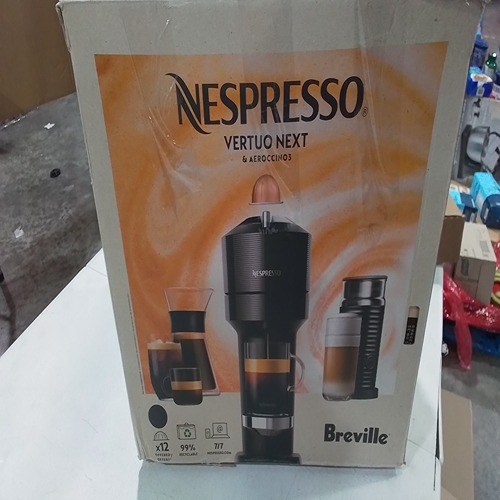 NESPRESSO
VERTUO NEXT
& AEROCCINO3
NESPRESSO
Breville
x12
99%
7/7